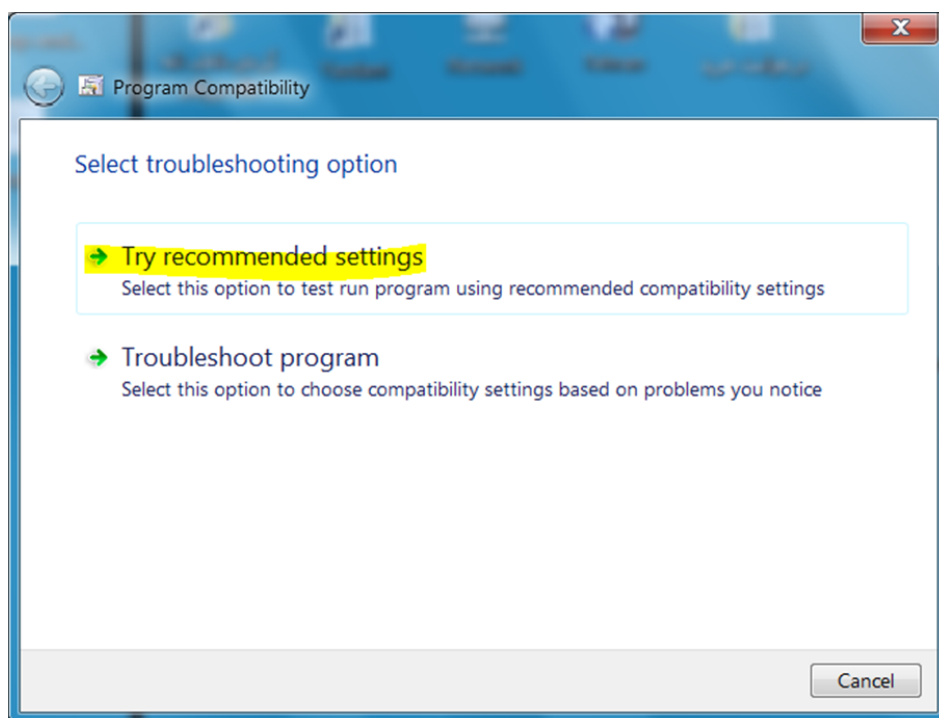 Program Compatibility
Select troubleshooting option
Try recommended settings
Select this option to test run program using recommended compatibility settings
Troubleshoot program
Select this option to choose compatibility settings based on problems you notice
Cancel